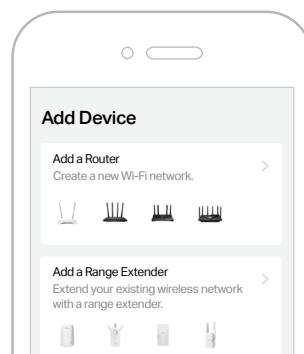 Add Device
Add a Router
Create a new Wi-Fi network.
Add a Range Extender
Extend your existing wireless network
with a range extender.